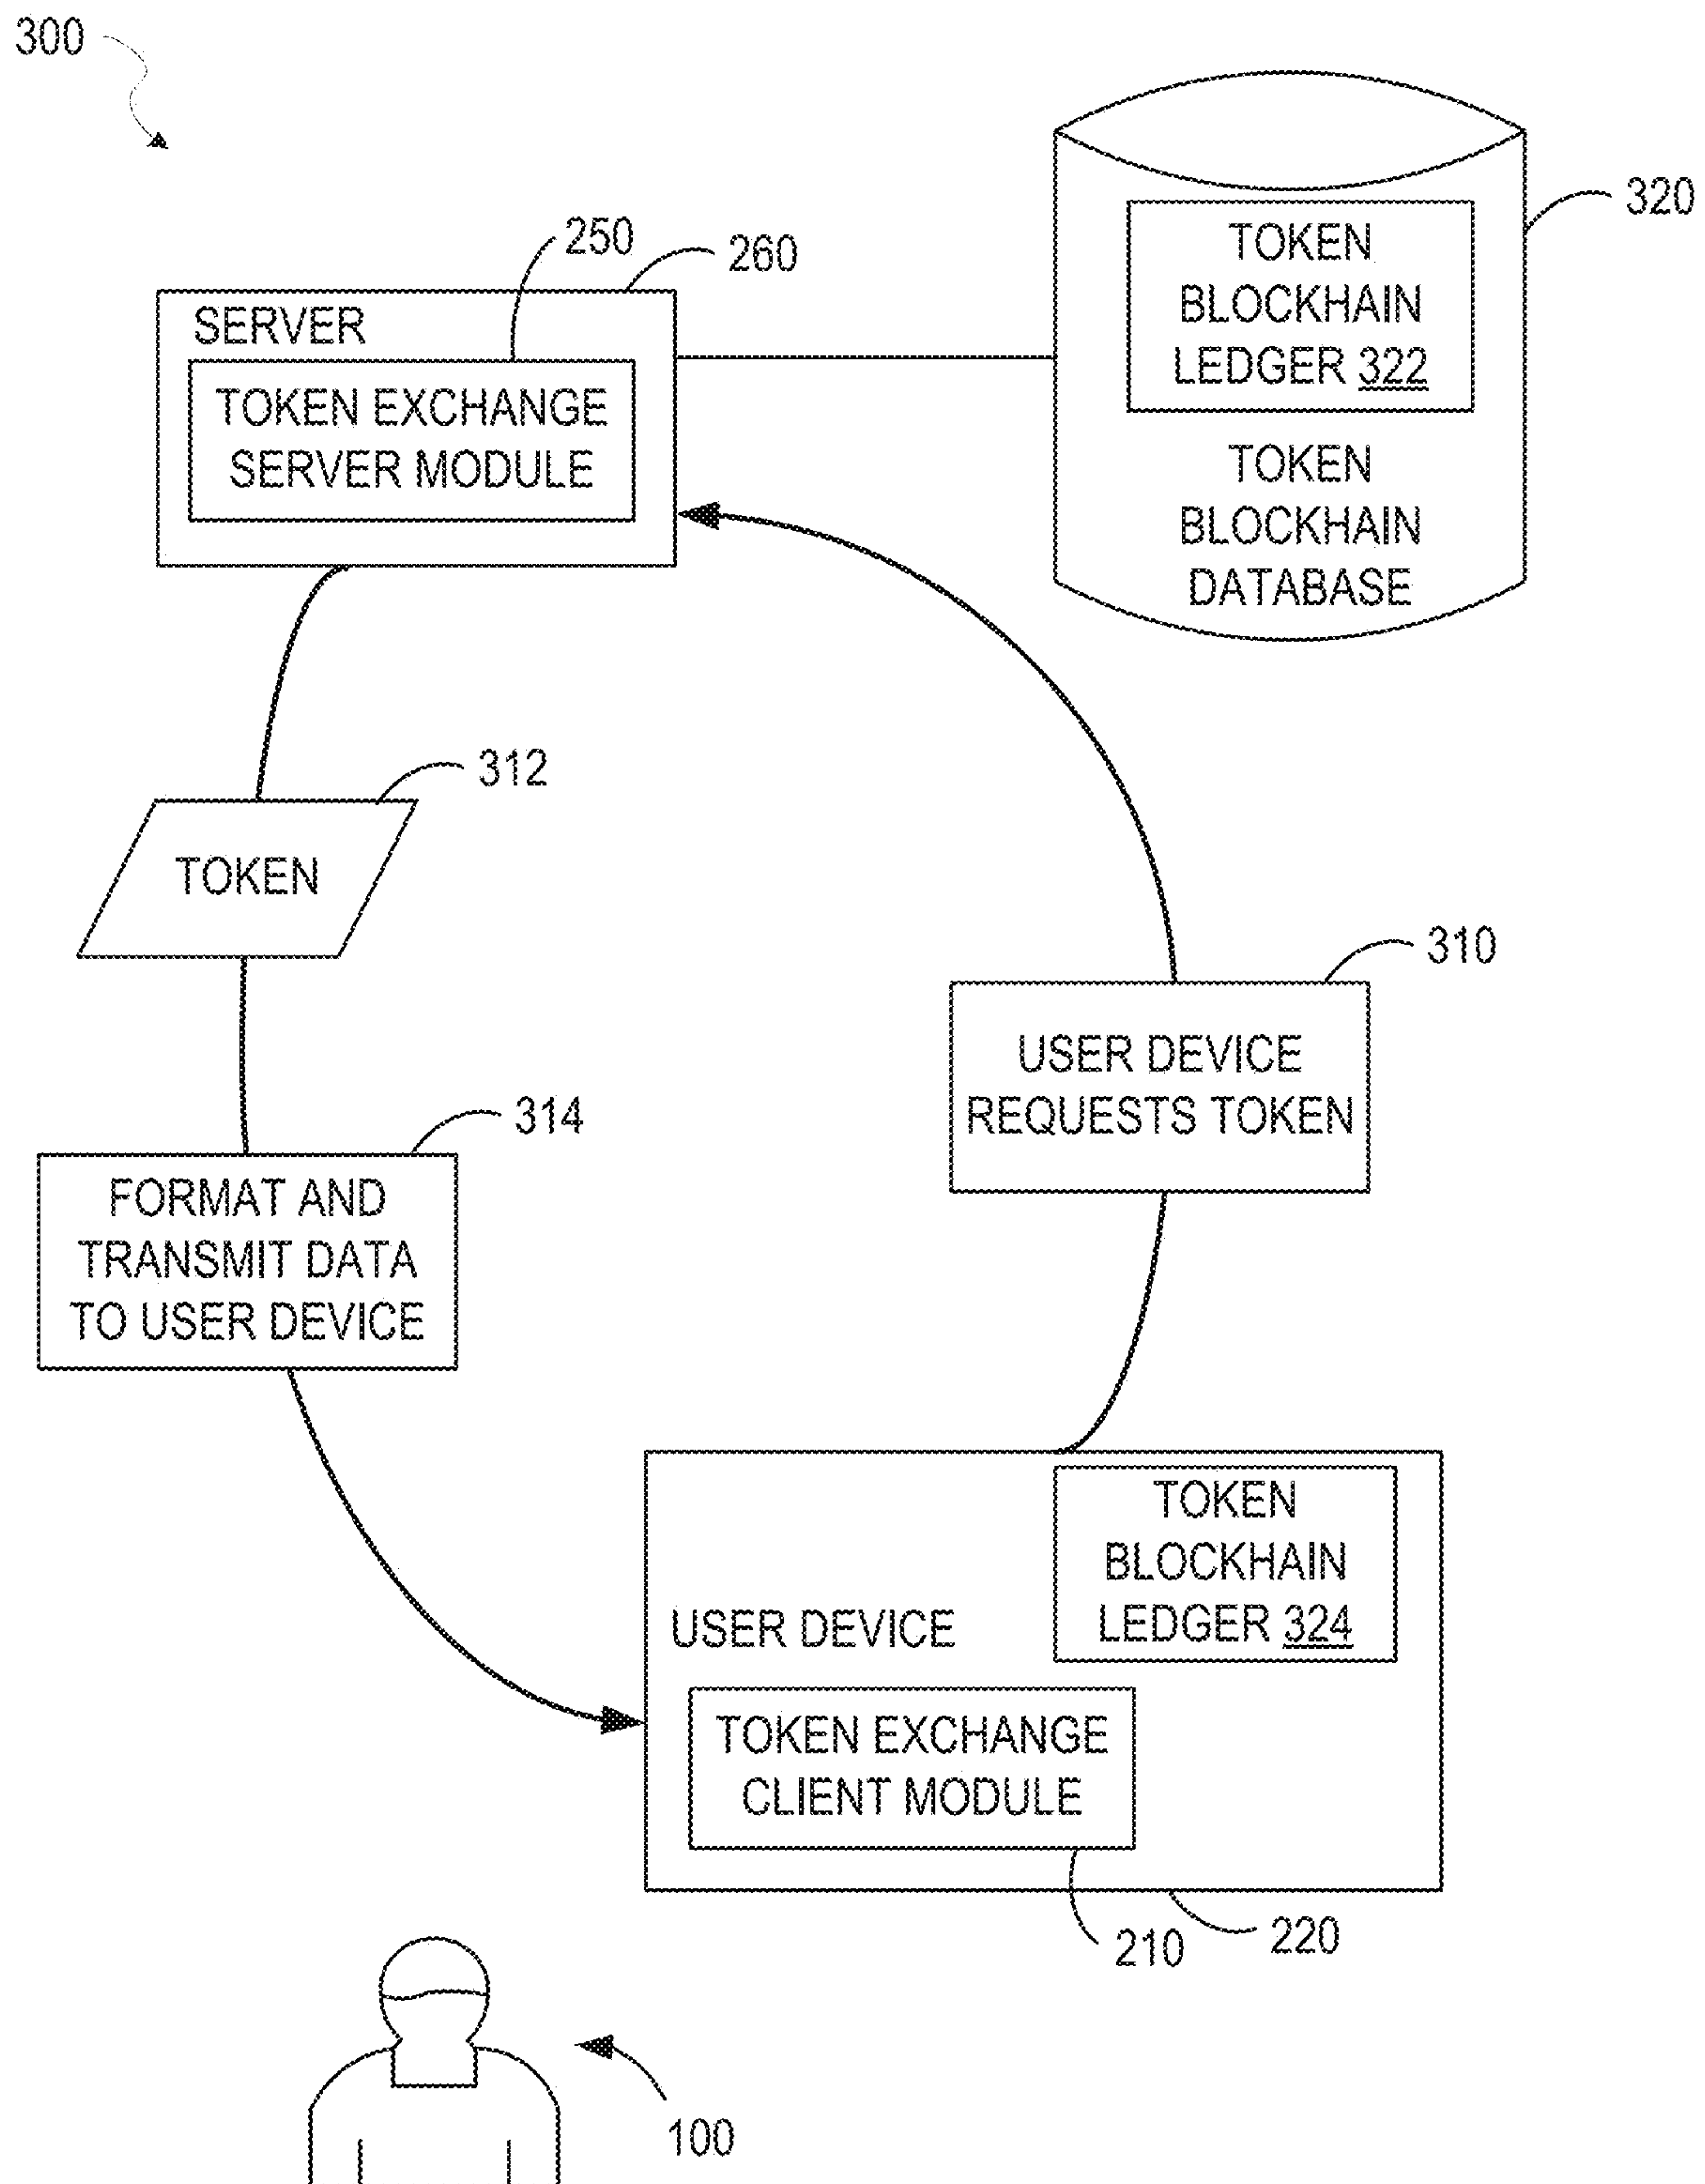 300
320
TOKEN
BLOCKHAIN
LEDGER 322
TOKEN
BLOCKHAIN
DATABASE
250
260
SERVER
TOKEN EXCHANGE
SERVER MODULE
312
TOKEN
310
USER DEVICE
REQUESTS TOKEN
314
FORMAT AND
TRANSMIT DATA
TO USER DEVICE
TOKEN
BLOCKHAIN
LEDGER 324
USER DEVICE
TOKEN EXCHANGE
CLIENT MODULE
210
220
100